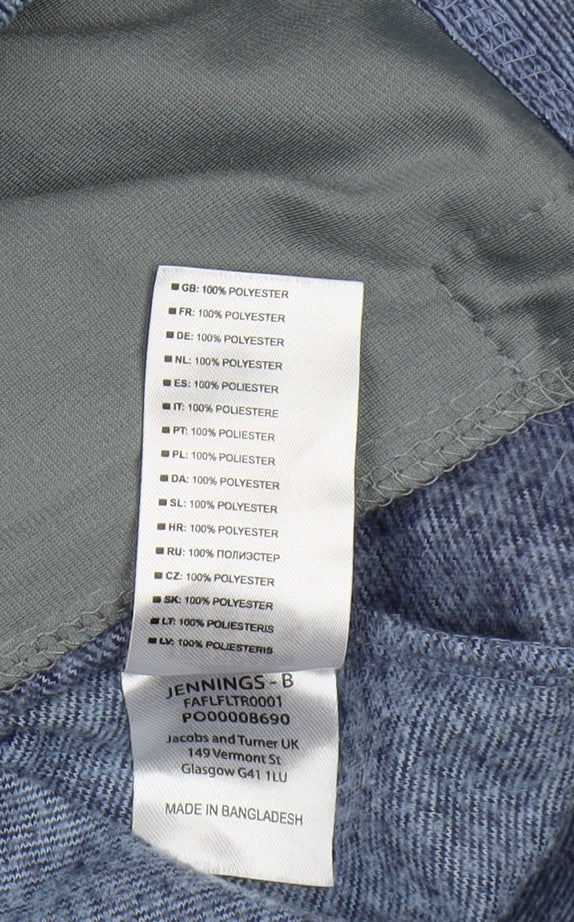 ■ GB: 100% POLYESTER
■ FR: 100% POLYESTER
■ DE: 100% POLYESTER
■ NL: 100% POLYESTER
■ ES: 100% POLIESTER
■ IT: 100% POLIESTERE
■ PT: 100% POLIÉSTER
■ PL: 100% POLIESTER
■ DA: 100% POLYESTER
■ SL: 100% POLYESTER
■ HR: 100% POLYESTER
■ RU: 100% ПОЛИЭСТЕР
■ CZ: 100% POLYESTER
■ SK: 100% POLYESTER
■ LT: 100% POLIESTERIS
■ LV: 100% POLIESTERIS
JENNINGS - B
FAFLFLTR0001
PO00008690
Jacobs and Turner UK
149 Vermont St
Glasgow G41 1LU
MADE IN BANGLADESH